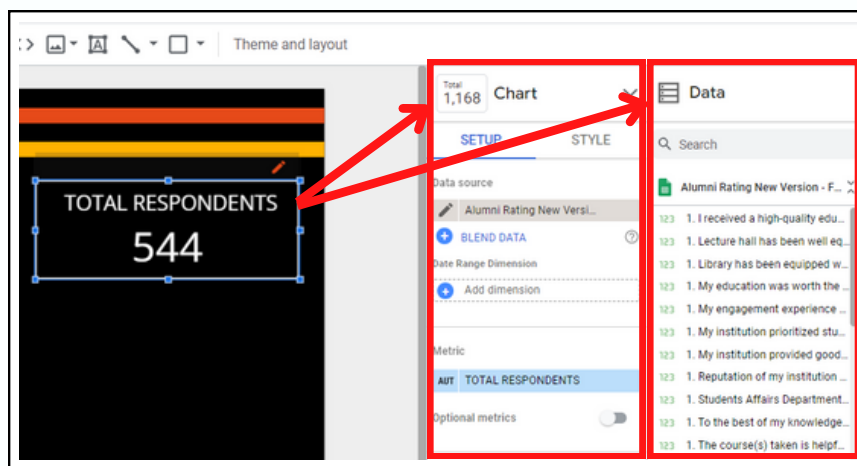 Theme and layout
TOTAL RESPONDENTS
544
Total
1,168
Chart
SETUP
STYLE
Data source
Alumni Rating New Versi...
BLEND DATA
Date Range Dimension
Add dimension
Metric
AUT TOTAL RESPONDENTS
Optional metrics
Data
Search
Alumni Rating New Version - F...
123 1. I received a high-quality edu...
123 1. Lecture hall has been well eq...
123 1. Library has been equipped w...
123 1. My education was worth the ...
123 1. My engagement experience ...
123 1. My institution prioritized stu...
123 1. My institution provided good...
123 1. Reputation of my institution ...
123 1. Students Affairs Department...
123 1. To the best of my knowledge...
123 1. The course(s) taken is helpf...